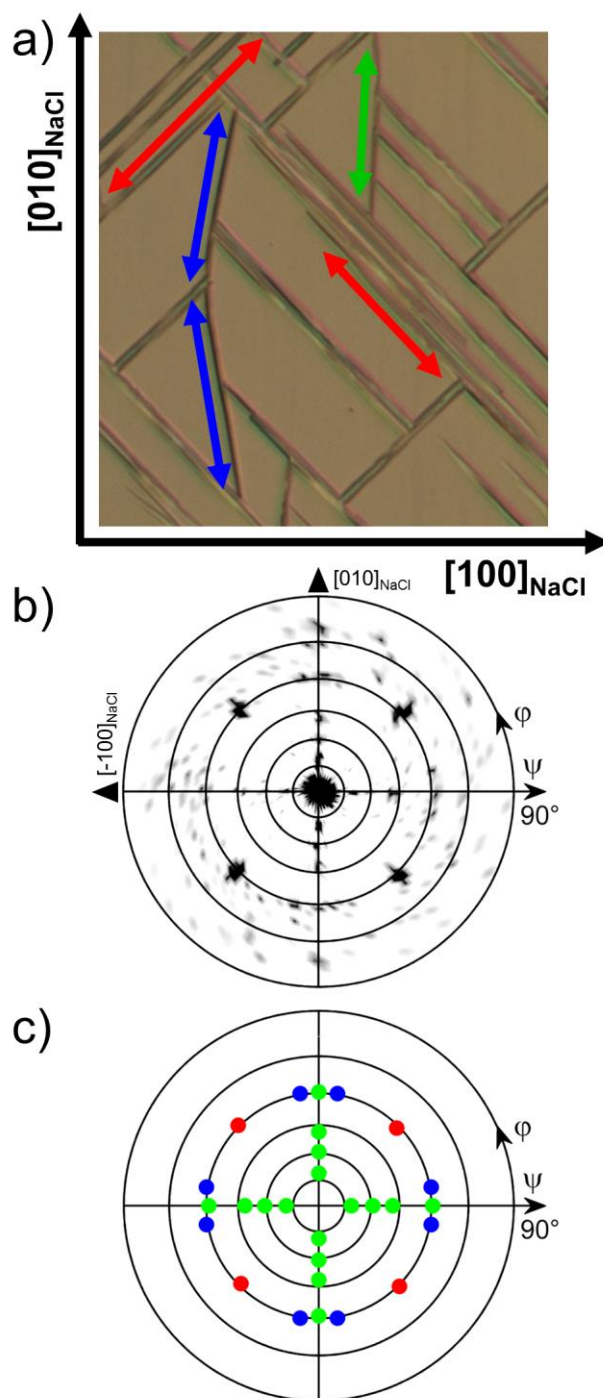 a)
[010]NaCl
[100]NaCl
b)
[010]NaCl
[-100]NaCl
φ
ψ
90°
c)
φ
ψ
90°